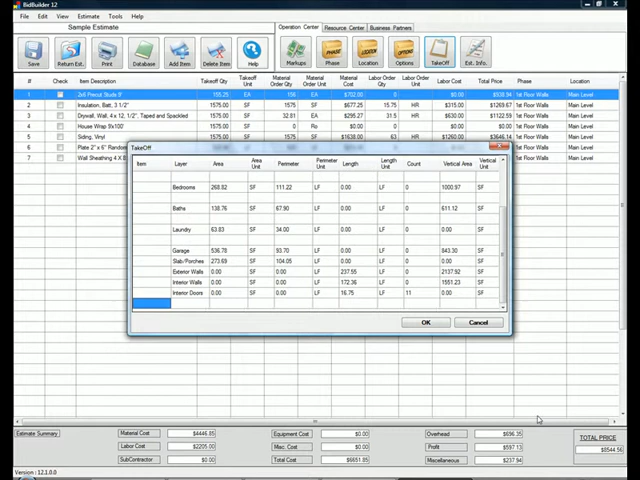 BidBuilder 12
File Edit View Estimate Tools Help
Sample Estimate
Operation Center Resource Center Business Partners
Save Return Est. Print Database Add Item Delete Item Help Markups Phase Location Options TakeOff Est. Info.
# Check Item Description Takeoff Qty Takeoff Unit Material Order Qty Material Order Unit Material Cost Labor Order Qty Labor Order Unit Labor Cost Total Price Phase Location
1 2x6 Precut Studs 9' 155.25 EA 156 EA $702.00 0 $0.00 $938.94 1st Floor Walls Main Level
2 Insulation, Batt, 3 1/2" 1575.00 SF 1575 SF $677.25 15.75 HR $315.00 $1269.67 1st Floor Walls Main Level
3 Drywall, Wall, 4 x 12, Taped and Spackled 1575.00 SF 32.81 EA $295.27 31.5 HR $630.00 $1122.59 1st Floor Walls Main Level
4 House Wrap 9'x100' 1575.00 SF Ro HR 1st Floor Walls Main Level
5 Siding, Vinyl 1575.00 SF 1575 SF $1638.00 63 HR $3646.14 1st Floor Walls Main Level
6 Plate 2" x 6" Random 1st Floor Walls Main Level
7 Wall Sheathing 4'X8' 1st Floor Walls Main Level
TakeOff
Item Layer Area Area Unit Perimeter Perimeter Unit Length Length Unit Count Vertical Area Vertical Unit
Bedrooms 268.82 SF 111.22 LF 0.00 LF 0 1000.97 SF
Baths 138.76 SF 67.90 LF 0.00 LF 0 611.12 SF
Laundry 63.83 SF 34.00 LF 0.00 LF 0 SF
Garage 536.78 SF 93.70 LF 0.00 LF 0 843.30 SF
Slab/Porches 273.69 SF 104.05 LF 0.00 LF 0 0.00 SF
Exterior Walls 0.00 SF 0.00 LF 237.55 LF 0 2137.92 SF
Interior Walls 0.00 SF 0.00 LF 172.36 LF 0 1551.23 SF
Interior Doors 0.00 SF 0.00 LF 16.75 LF 11 0.00 SF
OK Cancel
Estimate Summary Material Cost $4446.85 Equipment Cost $0.00 Overhead $696.35 TOTAL PRICE
Labor Cost $2205.00 Misc. Cost $0.00 Profit $597.13 $8544.56
SubContractor $0.00 Total Cost $6651.85 Miscellaneous $237.94
Version : 12.1.0.0